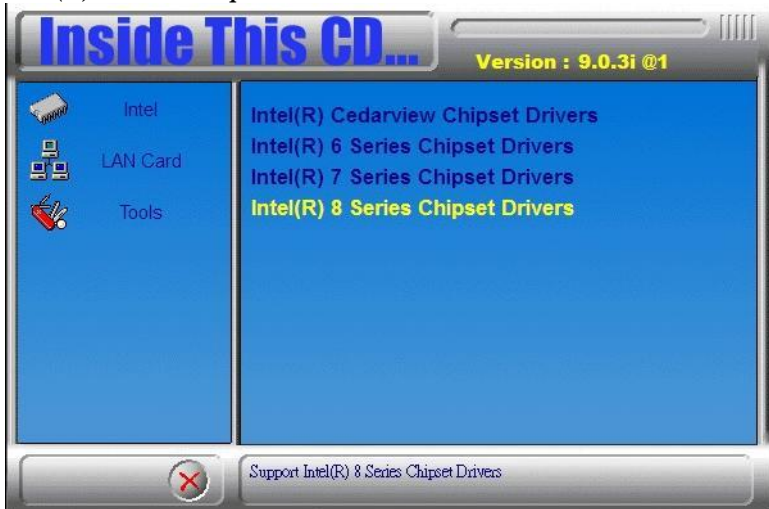 Inside This CD...
Version : 9.0.3i @1
Intel
LAN Card
Tools
Intel(R) Cedarview Chipset Drivers
Intel(R) 6 Series Chipset Drivers
Intel(R) 7 Series Chipset Drivers
Intel(R) 8 Series Chipset Drivers
Support Intel(R) 8 Series Chipset Drivers